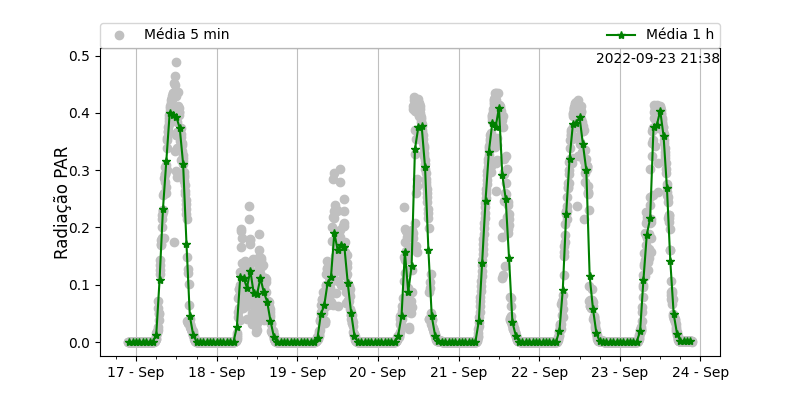 Média 5 min
Média 1 h
2022-09-23 21:38
Radiação PAR
0.5
0.4
0.3
0.2
0.1
0.0
17 - Sep
18 - Sep
19 - Sep
20 - Sep
21 - Sep
22 - Sep
23 - Sep
24 - Sep